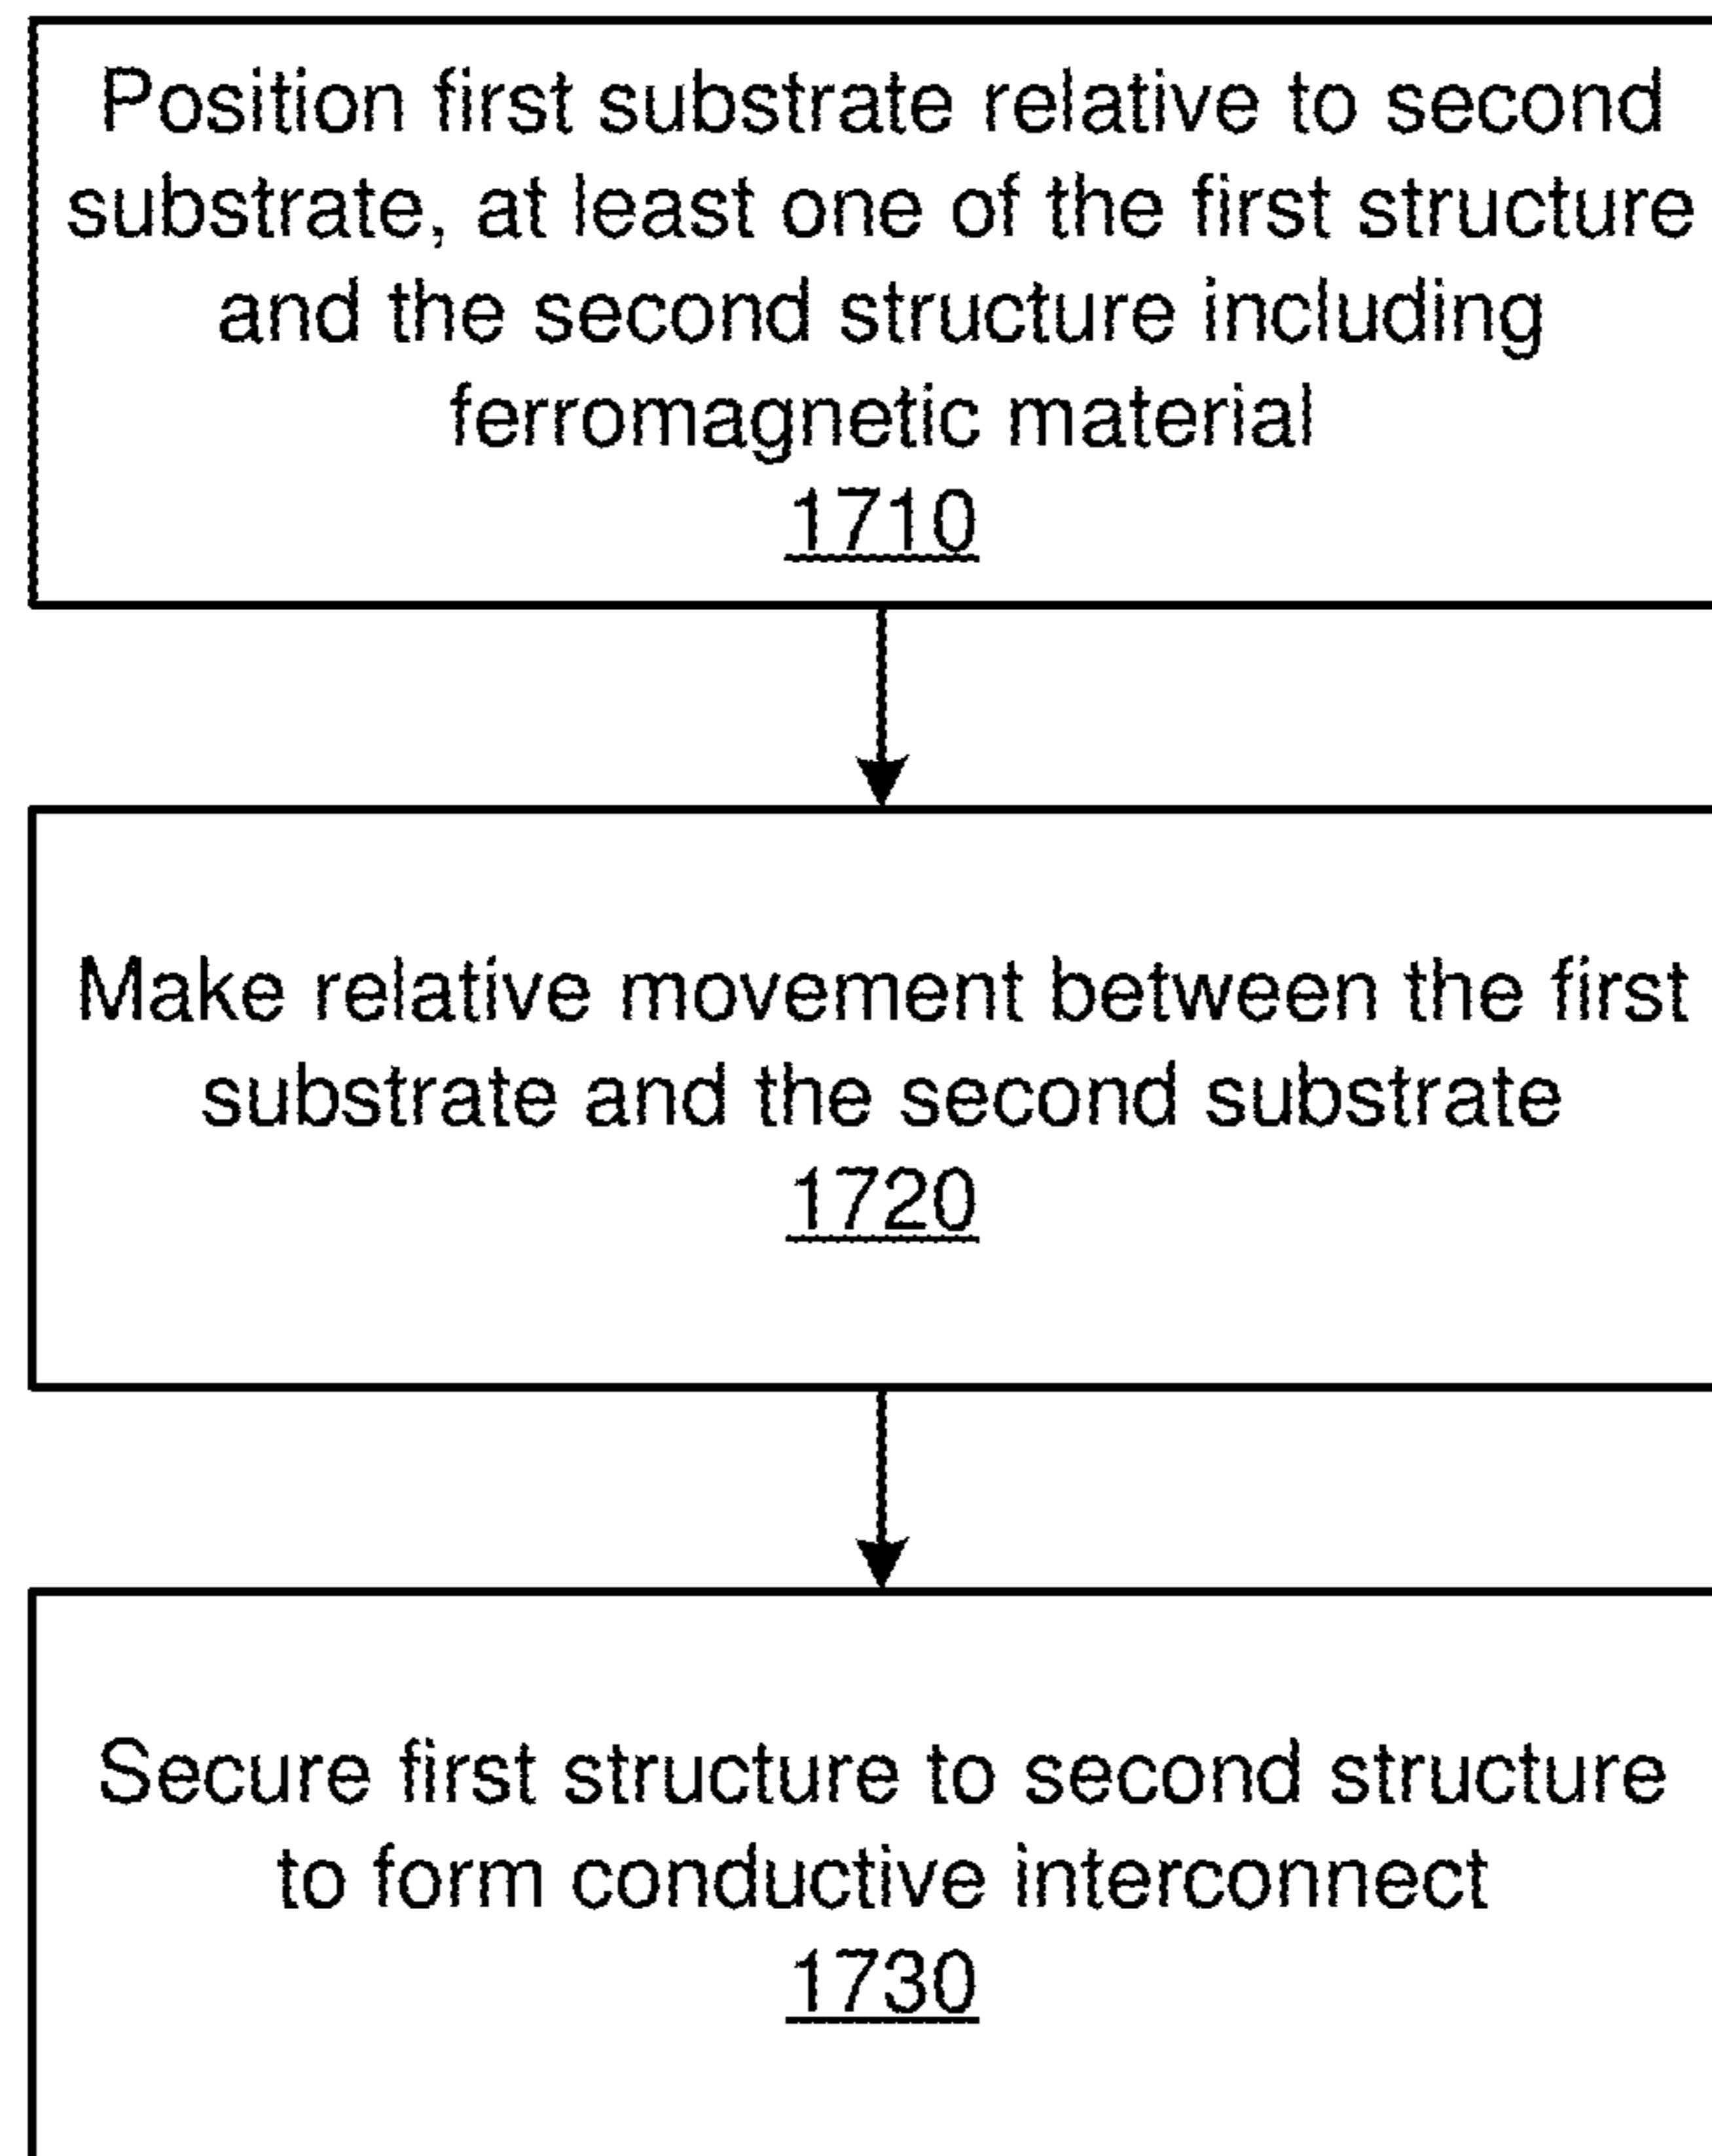 Position first substrate relative to second
substrate, at least one of the first structure
and the second structure including
ferromagnetic material
1710
Make relative movement between the first
substrate and the second substrate
1720
Secure first structure to second structure
to form conductive interconnect
1730